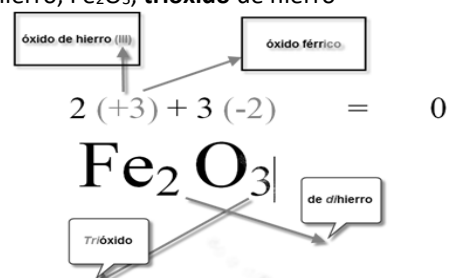 hierro, Fe₂O₃, trióxido de hierro
óxido de hierro (III)
óxido férrico
2 (+3) + 3 (-2) = 0
Fe₂ O₃
de dihierro
Trióxido